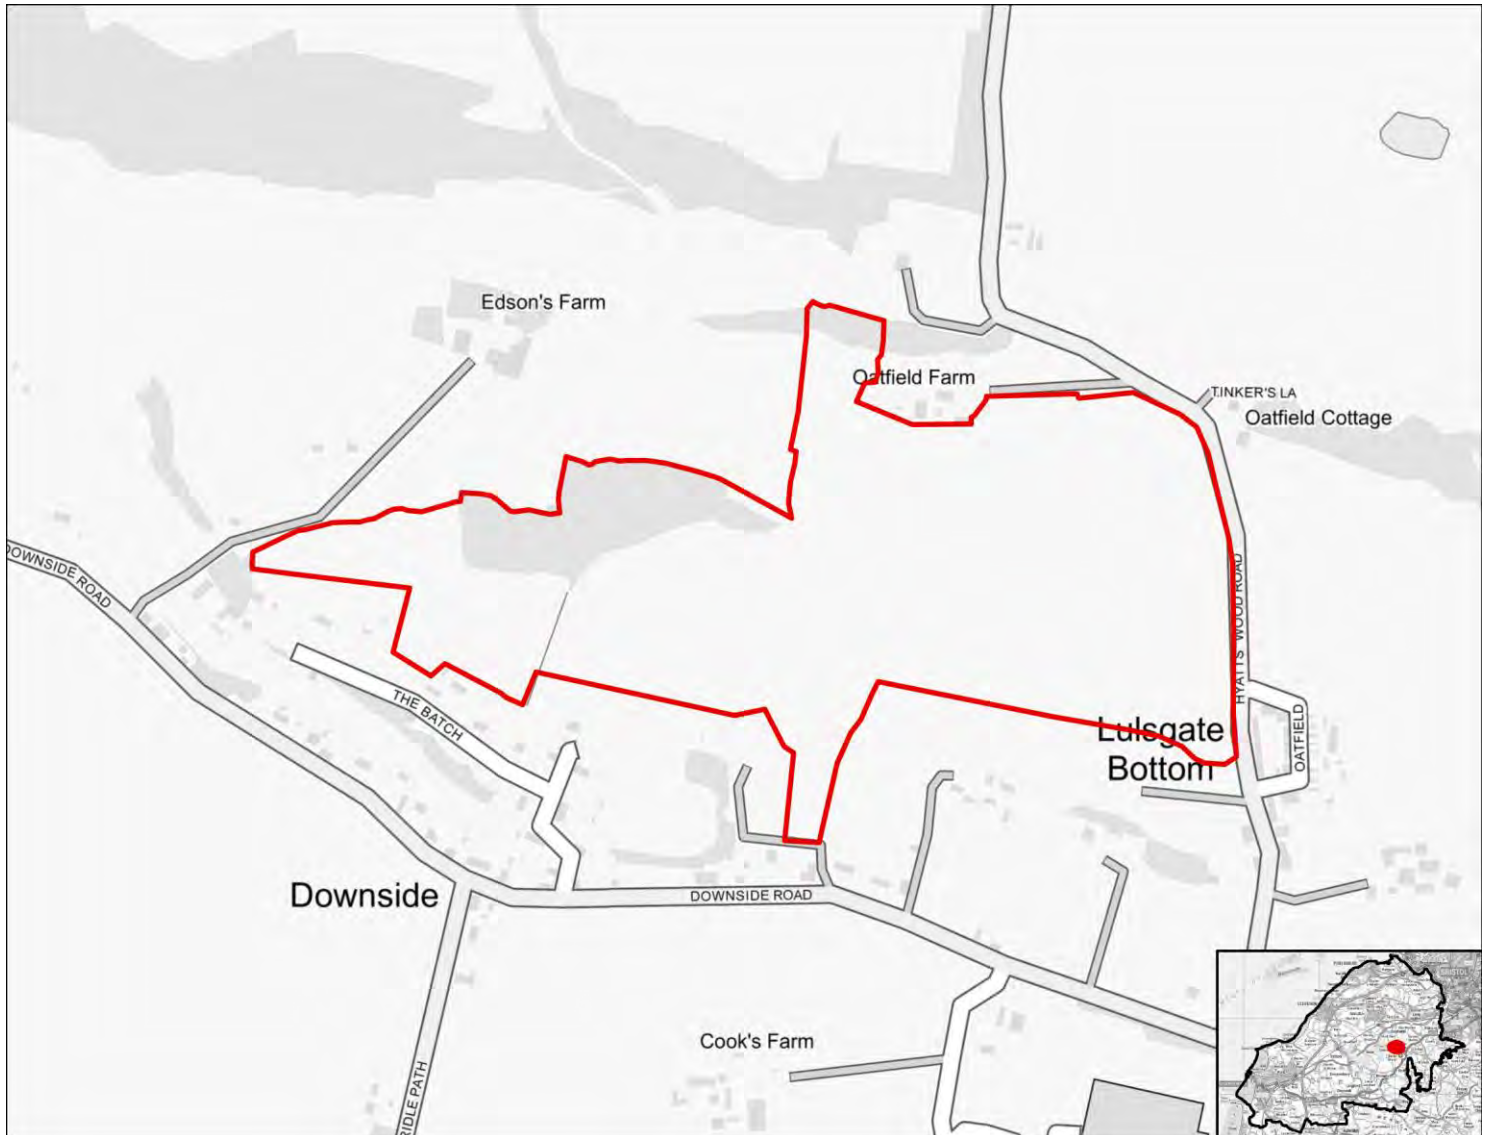 Edson's Farm
Oatfield Farm
TINKER'S LA
Oatfield Cottage
DOWNSIDE ROAD
HYATTS WOOD ROAD
THE BATCH
Lulsgate
Bottom
OATFIELD
Downside
DOWNSIDE ROAD
Cook's Farm
RIDLE PATH
BRISTOL